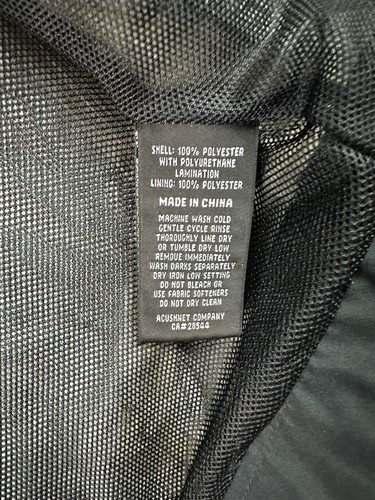 SHELL: 100% POLYESTER
WITH POLYURETHANE
LAMINATION
LINING: 100% POLYESTER
MADE IN CHINA
MACHINE WASH COLD
GENTLE CYCLE RINSE
THOROUGHLY LINE DRY
OR TUMBLE DRY LOW
REMOVE IMMEDIATELY
WASH DARKS SEPARATELY
DRY IRON LOW SETTING
DO NOT BLEACH OR
USE FABRIC SOFTENERS
DO NOT DRY CLEAN
ACUSHNET COMPANY
CA# 28544